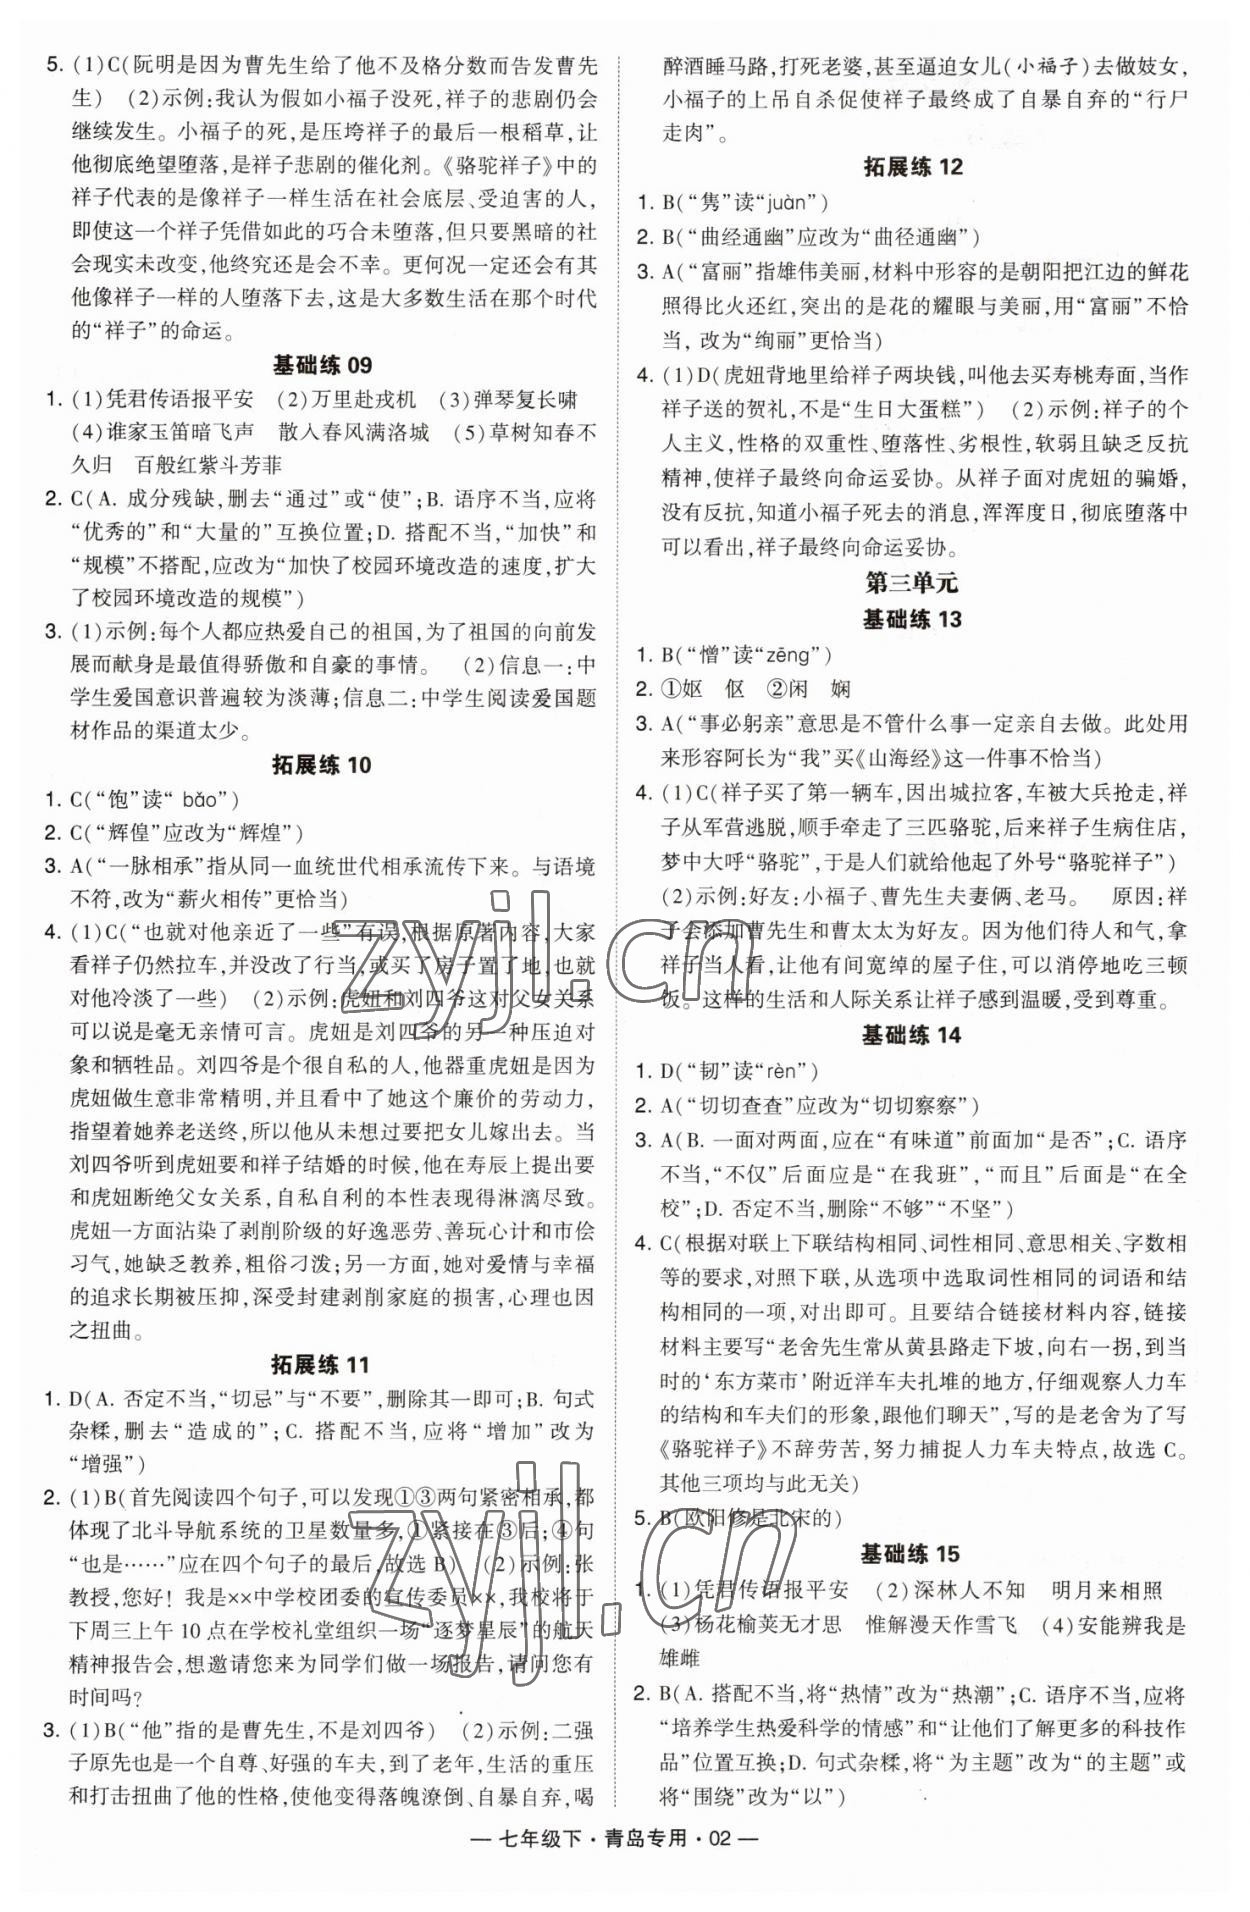 5. (1)C(阮明是因为曹先生给了他不及格分数而告发曹先
生) (2)示例:我认为假如小福子没死,祥子的悲剧仍会
继续发生。小福子的死,是压垮祥子的最后一根稻草,让
他彻底绝望堕落,是祥子悲剧的催化剂。《骆驼祥子》中的
祥子代表的是像祥子一样生活在社会底层、受迫害的人,
即使这一个祥子凭借如此的巧合未堕落,但只要黑暗的社
会现实未改变,他终究还是会不幸。更何况一定还会有其
他像祥子一样的人堕落下去,这是大多数生活在那个时代
的“祥子”的命运。
基础练 09
1. (1)凭君传语报平安 (2)万里赴戎机 (3)弹琴复长啸
(4)谁家玉笛暗飞声 散入春风满洛城 (5)草树知春不
久归 百般红紫斗芳菲
2. C(A. 成分残缺,删去“通过”或“使”;B. 语序不当,应将
“优秀的”和“大量的”互换位置;D. 搭配不当,“加快”和
“规模”不搭配,应改为“加快了校园环境改造的速度,扩大
了校园环境改造的规模”)
3. (1)示例:每个人都应热爱自己的祖国,为了祖国的向前发
展而献身是最值得骄傲和自豪的事情。 (2)信息一:中
学生爱国意识普遍较为淡薄;信息二:中学生阅读爱国题
材作品的渠道太少。
拓展练 10
1. C(“饱”读“ bǎo”)
2. C(“辉偟”应改为“辉煌”)
3. A(“一脉相承”指从同一血统世代相承流传下来。与语境
不符,改为“薪火相传”更恰当)
4. (1)C(“也就对他亲近了一些”有误,根据原著内容,大家
看祥子仍然拉车,并没改了行当,或买了房子置了地,也就
对他冷淡了一些) (2)示例:虎妞和刘四爷这对父女关系
可以说是毫无亲情可言。虎妞是刘四爷的另一种压迫对
象和牺牲品。刘四爷是个很自私的人,他器重虎妞是因为
虎妞做生意非常精明,并且看中了她这个廉价的劳动力,
指望着她养老送终,所以他从未想过要把女儿嫁出去。当
刘四爷听到虎妞要和祥子结婚的时候,他在寿辰上提出要
和虎妞断绝父女关系,自私自利的本性表现得淋漓尽致。
虎妞一方面沾染了剥削阶级的好逸恶劳、善玩心计和市侩
习气,她缺乏教养,粗俗刁泼;另一方面,她对爱情与幸福
的追求长期被压抑,深受封建剥削家庭的损害,心理也因
之扭曲。
拓展练 11
1. D(A. 否定不当,“切忌”与“不要”,删除其一即可;B. 句式
杂糅,删去“造成的”;C. 搭配不当,应将“增加”改为
“增强”)
2. (1)B(首先阅读四个句子,可以发现①③两句紧密相承,都
体现了北斗导航系统的卫星数量多,①紧接在③后;④句
“也是……”应在四个句子的最后,故选 B) (2)示例:张
教授,您好! 我是××中学校团委的宣传委员××,我校将于
下周三上午 10 点在学校礼堂组织一场“逐梦星辰”的航天
精神报告会,想邀请您来为同学们做一场报告,请问您有
时间吗?
3. (1)B(“他”指的是曹先生,不是刘四爷) (2)示例:二强
子原先也是一个自尊、好强的车夫,到了老年,生活的重压
和打击扭曲了他的性格,使他变得落魄潦倒、自暴自弃,喝
醉酒睡马路,打死老婆,甚至逼迫女儿(小福子)去做妓女,
小福子的上吊自杀促使祥子最终成了自暴自弃的“行尸
走肉”。
拓展练 12
1. B(“隽”读“juàn”)
2. B(“曲经通幽”应改为“曲径通幽”)
3. A(“富丽”指雄伟美丽,材料中形容的是朝阳把江边的鲜花
照得比火还红,突出的是花的耀眼与美丽,用“富丽”不恰
当, 改为“绚丽”更恰当)
4. (1)D(虎妞背地里给祥子两块钱,叫他去买寿桃寿面,当作
祥子送的贺礼,不是“生日大蛋糕”) (2)示例:祥子的个
人主义,性格的双重性、堕落性、劣根性,软弱且缺乏反抗
精神,使祥子最终向命运妥协。从祥子面对虎妞的骗婚,
没有反抗,知道小福子死去的消息,浑浑度日,彻底堕落中
可以看出,祥子最终向命运妥协。
第三单元
基础练 13
1. B(“憎”读“zēng”)
2. ①妪 伛 ②闲 娴
3. A(“事必躬亲”意思是不管什么事一定亲自去做。此处用
来形容阿长为“我”买《山海经》这一件事不恰当)
4. (1)C(祥子买了第一辆车,因出城拉客,车被大兵抢走,祥
子从军营逃脱,顺手牵走了三匹骆驼,后来祥子生病住店,
梦中大呼“骆驼”,于是人们就给他起了外号“骆驼祥子”)
(2)示例:好友:小福子、曹先生夫妻俩、老马。 原因:祥
子会添加曹先生和曹太太为好友。因为他们待人和气,拿
祥子当人看,让他有间宽绰的屋子住,可以消停地吃三顿
饭。这样的生活和人际关系让祥子感到温暖,受到尊重。
基础练 14
1. D(“韧”读“rèn”)
2. A(“切切查查”应改为“切切察察”)
3. A(B. 一面对两面,应在“有味道”前面加“是否”;C. 语序
不当,“不仅”后面应是“在我班”,“而且”后面是“在全
校”;D. 否定不当,删除“不够”“不坚”)
4. C(根据对联上下联结构相同、词性相同、意思相关、字数相
等的要求,对照下联,从选项中选取词性相同的词语和结
构相同的一项,对出即可。且要结合链接材料内容,链接
材料主要写“老舍先生常从黄县路走下坡,向右一拐,到当
时的‘东方菜市’附近洋车夫扎堆的地方,仔细观察人力车
的结构和车夫们的形象,跟他们聊天”,写的是老舍为了写
《骆驼祥子》不辞劳苦,努力捕捉人力车夫特点,故选 C。
其他三项均与此无关)
5. B(欧阳修是北宋的)
基础练 15
1. (1)凭君传语报平安 (2)深林人不知 明月来相照
(3)杨花榆荚无才思 惟解漫天作雪飞 (4)安能辨我是
雄雌
2. B(A. 搭配不当,将“热情”改为“热潮”;C. 语序不当,应将
“培养学生热爱科学的情感”和“让他们了解更多的科技作
品”位置互换;D. 句式杂糅,将“为主题”改为“的主题”或
将“围绕”改为“以”)
— 七年级下·青岛专用·02 —
zyjl.cn
zyjl.cn